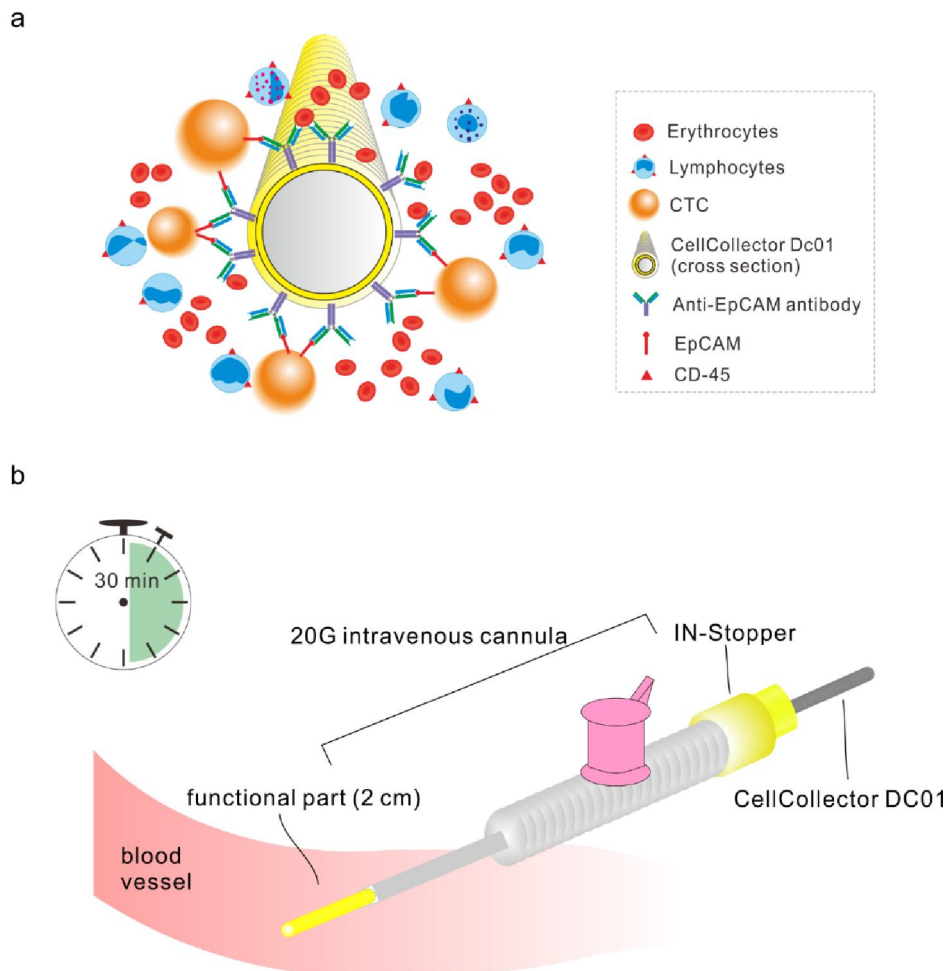 a
Erythrocytes
Lymphocytes
CTC
CellCollector Dc01
(cross section)
Anti-EpCAM antibody
EpCAM
CD-45
b
30 min
20G intravenous cannula
IN-Stopper
functional part (2 cm)
CellCollector DC01
blood
vessel